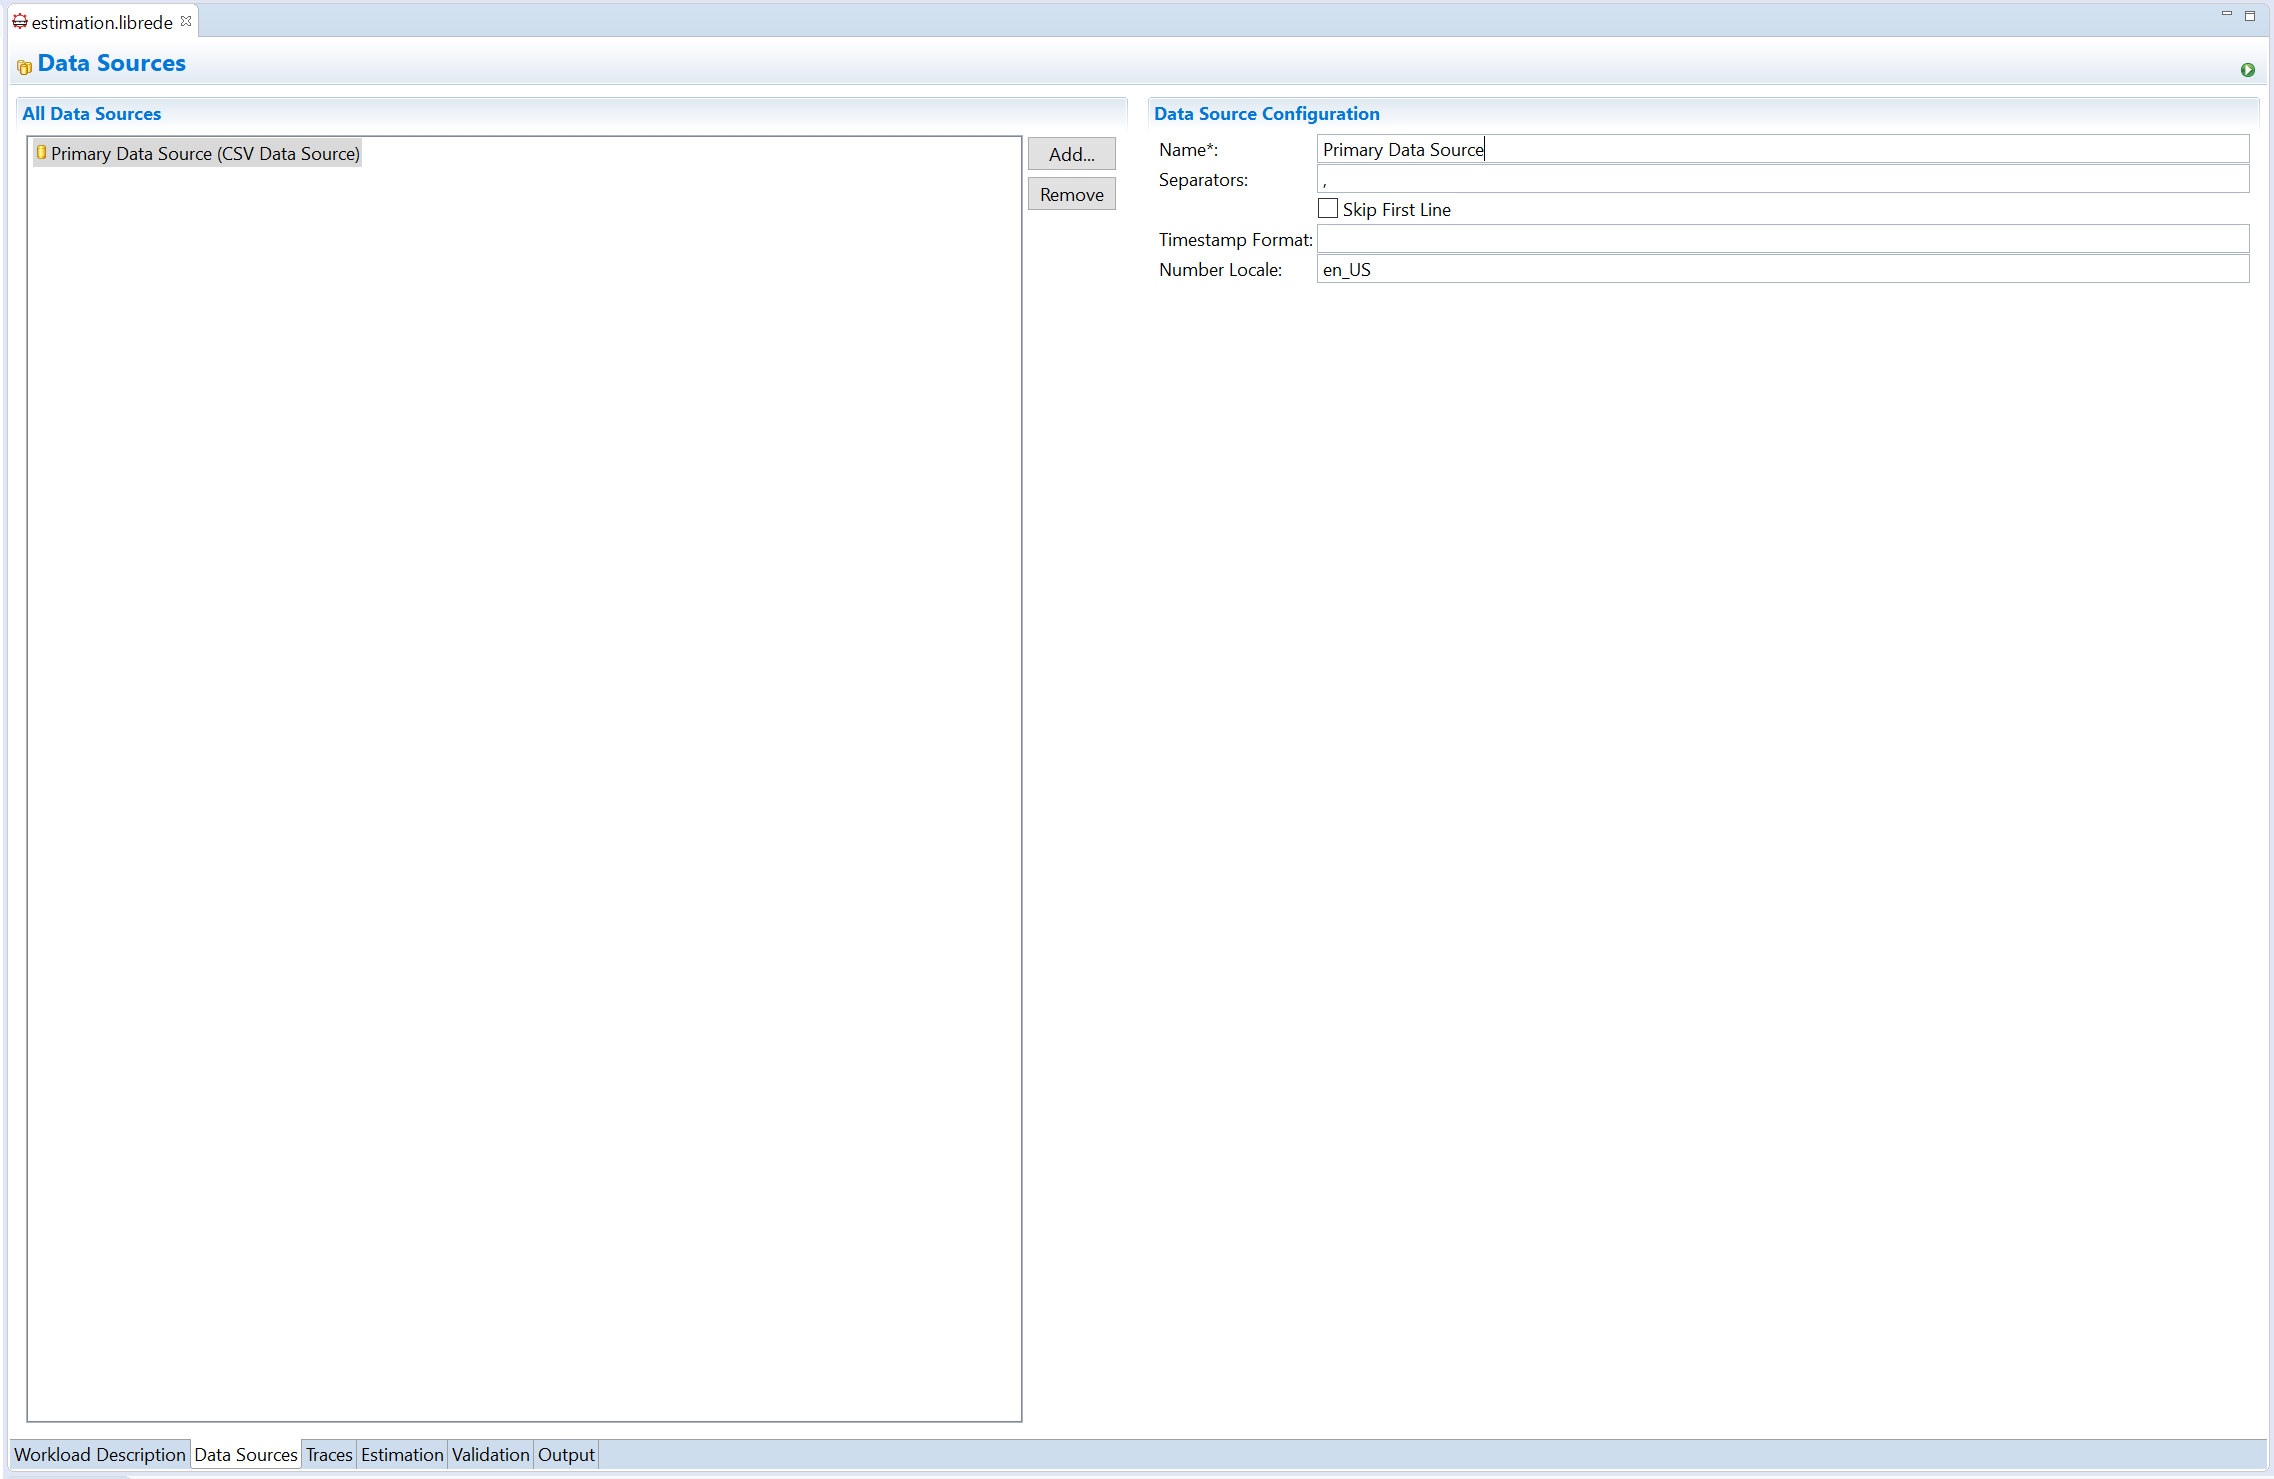 estimation.librede
Data Sources
All Data Sources
Primary Data Source (CSV Data Source)
Add...
Remove
Data Source Configuration
Name*: Primary Data Source
Separators: ,
Skip First Line
Timestamp Format:
Number Locale: en_US
Workload Description Data Sources Traces Estimation Validation Output